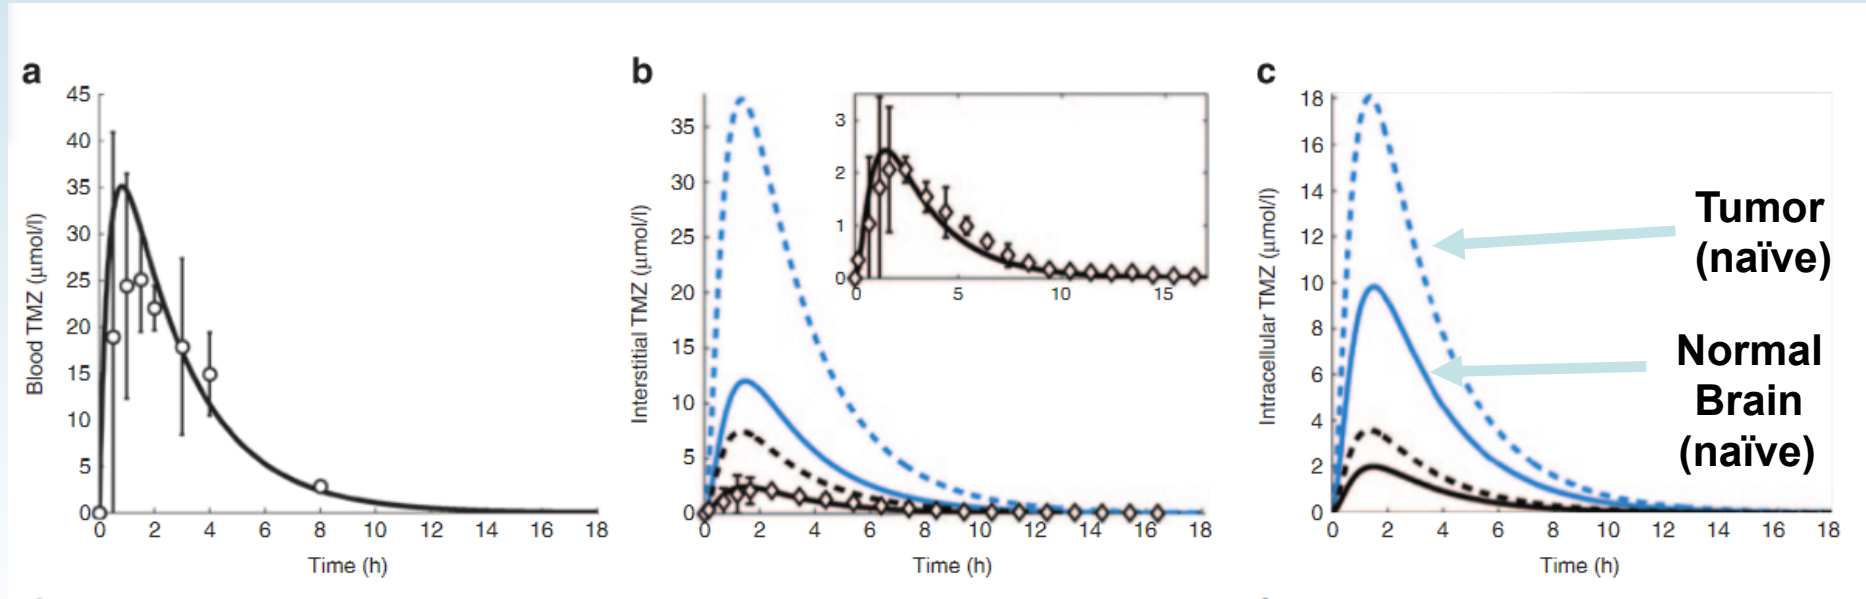 a
45
40
35
30
25
20
15
10
5
0
0 2 4 6 8 10 12 14 16 18
Blood TMZ (μmol/l)
Time (h)
b
35
30
25
20
15
10
5
0
0 2 4 6 8 10 12 14 16 18
Interstitial TMZ (μmol/l)
Time (h)
3
2
1
0
0 5 10 15
c
18
16
14
12
10
8
6
4
2
0
0 2 4 6 8 10 12 14 16 18
Intracellular TMZ (μmol/l)
Time (h)
Tumor
(naïve)
Normal
Brain
(naïve)